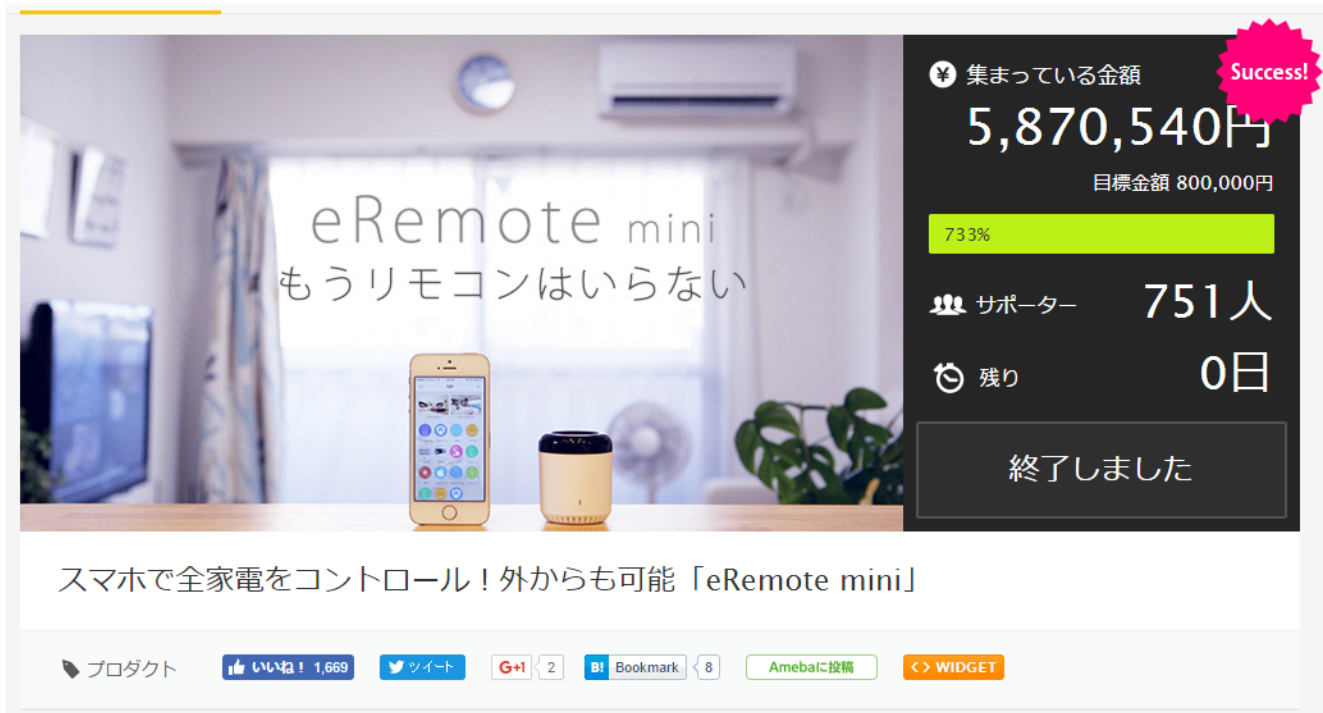 eRemote mini
もうリモコンはいらない
集まっている金額
Success!
5,870,540円
目標金額 800,000円
733%
サポーター 751人
残り 0日
終了しました
スマホで全家電をコントロール！外からも可能「eRemote mini」
プロダクト いいね！ 1,669 ツイート G+1 2 B! Bookmark 8 Amebaに投稿 <> WIDGET